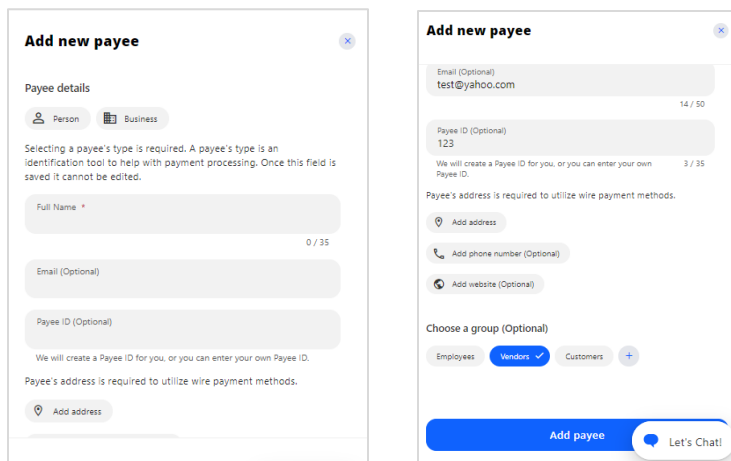 Add new payee
Payee details
Person
Business
Selecting a payee's type is required. A payee's type is an
identification tool to help with payment processing. Once this field is
saved it cannot be edited.
Full Name *
0 / 35
Email (Optional)
Payee ID (Optional)
We will create a Payee ID for you, or you can enter your own Payee ID.
Payee's address is required to utilize wire payment methods.
Add address
Add new payee
Email (Optional)
test@yahoo.com
14 / 50
Payee ID (Optional)
123
We will create a Payee ID for you, or you can enter your own
Payee ID.
3 / 35
Payee's address is required to utilize wire payment methods.
Add address
Add phone number (Optional)
Add website (Optional)
Choose a group (Optional)
Employees
Vendors
Customers
+
Add payee
Let's Chat!